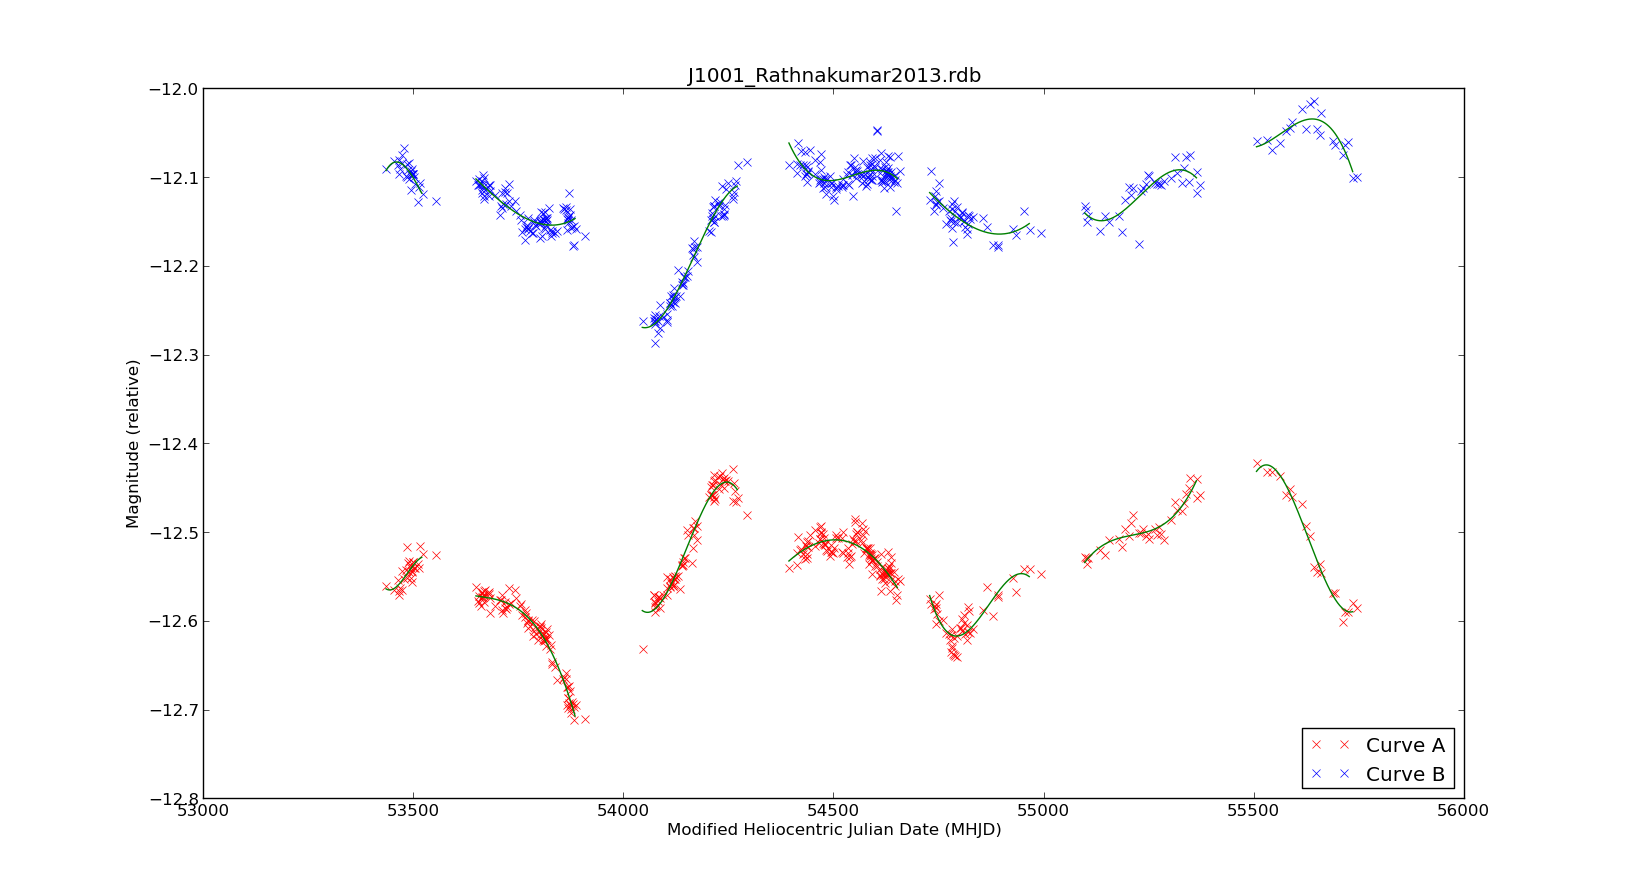 J1001_Rathnakumar2013.rdb
Magnitude (relative)
−12.0
−12.1
−12.2
−12.3
−12.4
−12.5
−12.6
−12.7
−12.8
Curve A
Curve B
53000 53500 54000 54500 55000 55500 56000
Modified Heliocentric Julian Date (MHJD)